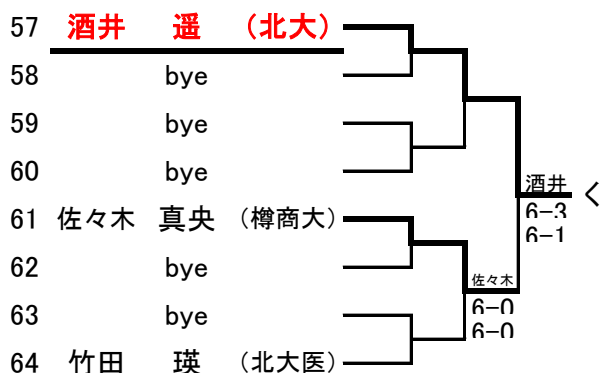 57 酒井 遥 (北大)
58 bye
59 bye
60 bye
酒井
く
6-3
61 佐々木 真央 (樽商大)
6-1
62 bye
佐々木
63 bye
6-0
6-0
64 竹田 瑛 (北大医)